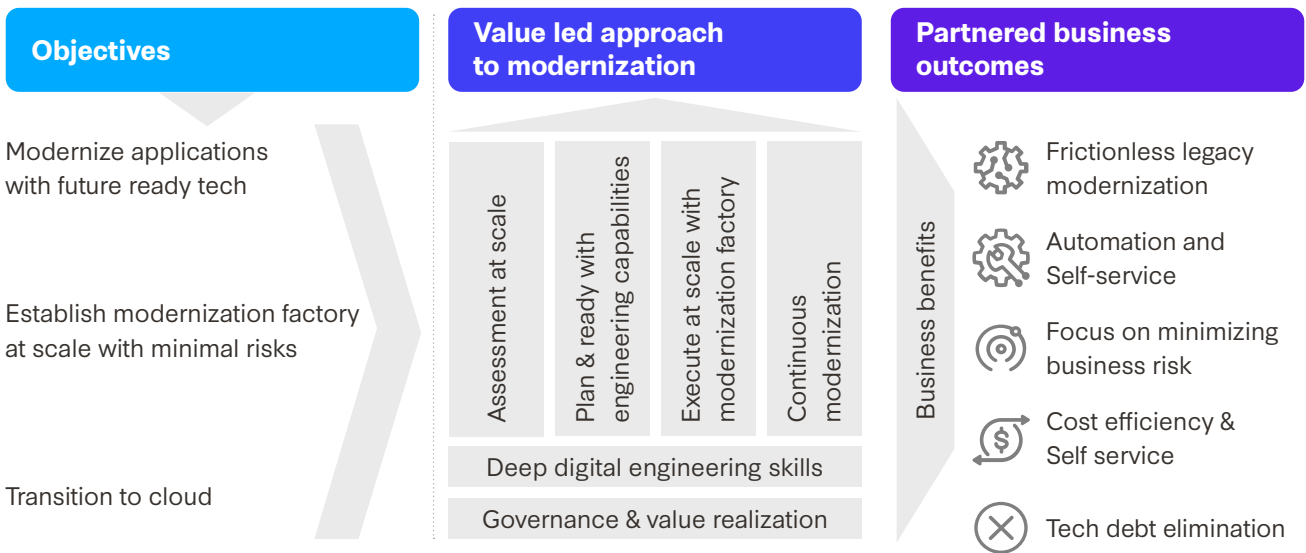 Objectives
Modernize applications
with future ready tech
Establish modernization factory
at scale with minimal risks
Transition to cloud
Value led approach
to modernization
Assessment at scale
Plan & ready with
engineering capabilities
Execute at scale with
modernization factory
Continuous
modernization
Deep digital engineering skills
Governance & value realization
Partnered business
outcomes
Business benefits
Frictionless legacy
modernization
Automation and
Self-service
Focus on minimizing
business risk
$
Cost efficiency &
Self service
Tech debt elimination